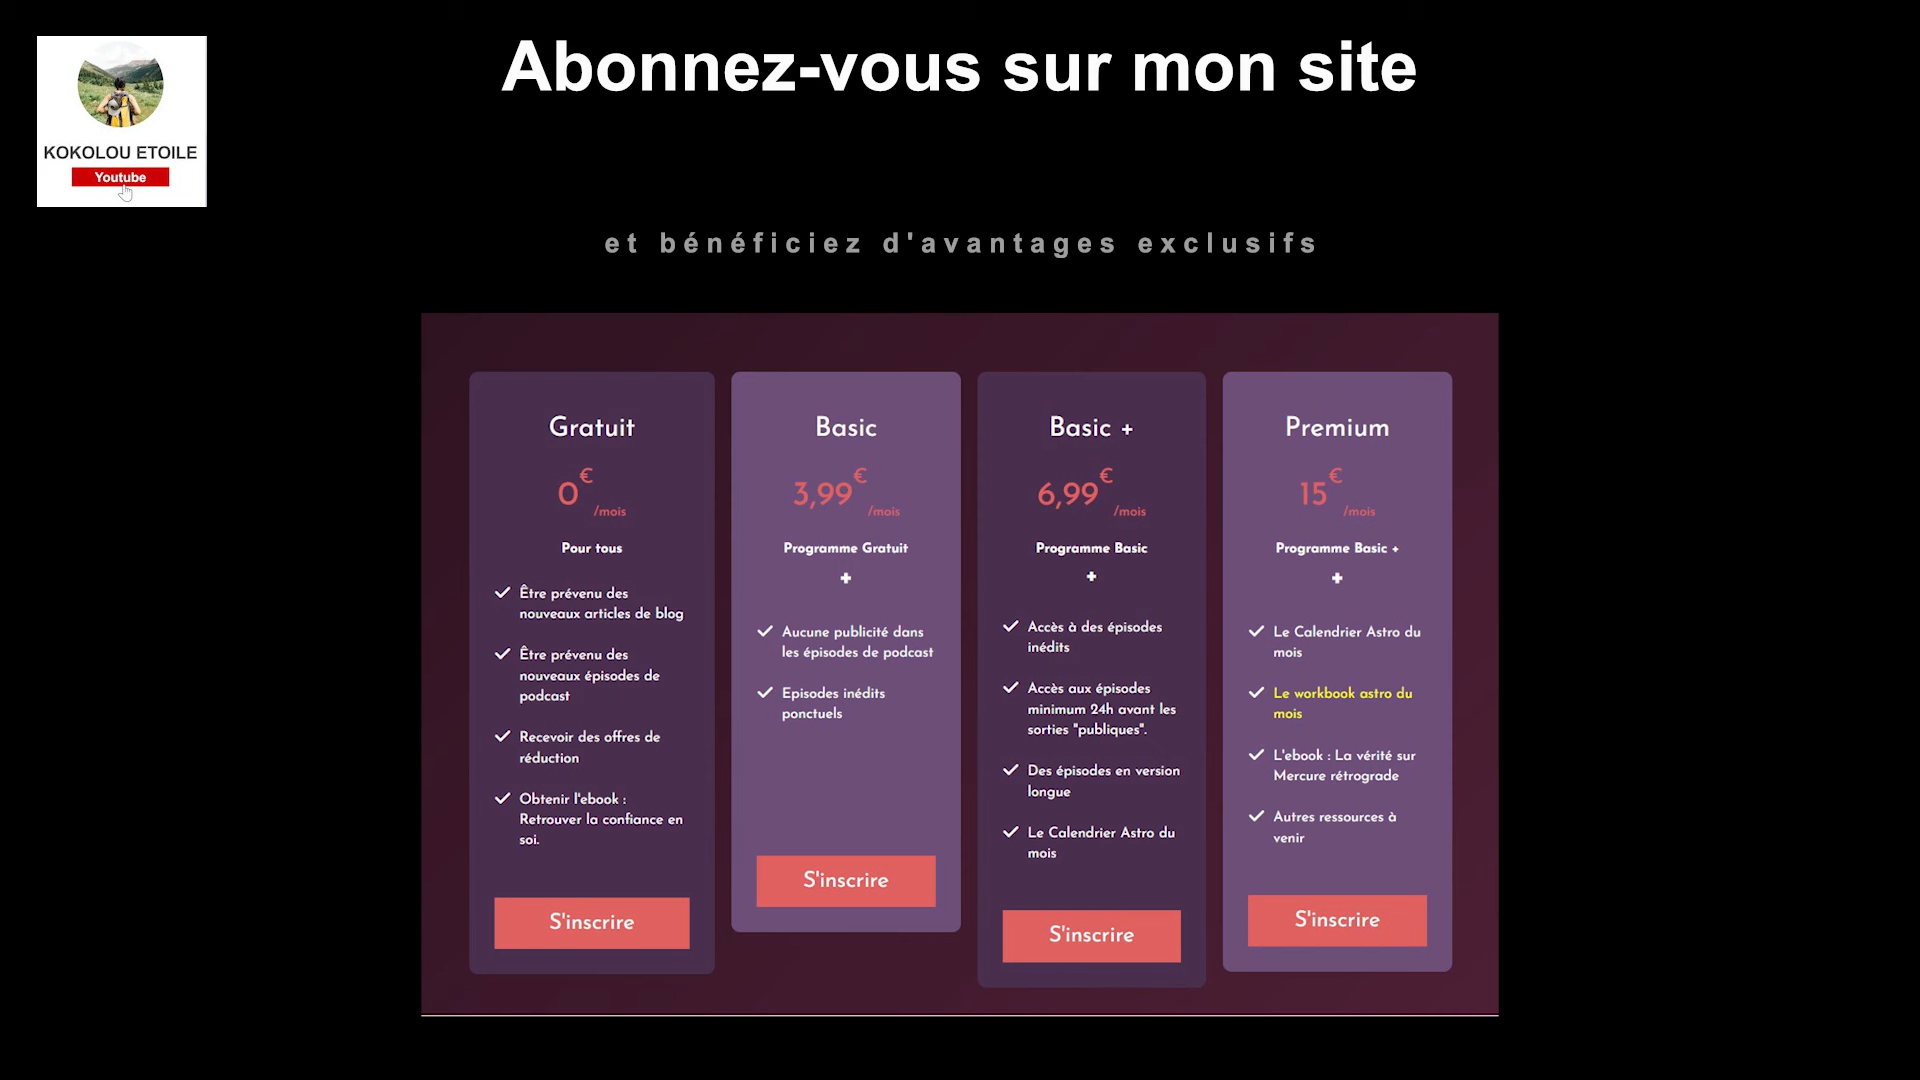 Abonnez-vous sur mon site
KOKOLOU ETOILE
Youtube
et bénéficiez d'avantages exclusifs
Gratuit
0€/mois
Pour tous
Être prévenu des
nouveaux articles de blog
Être prévenu des
nouveaux épisodes de
podcast
Recevoir des offres de
réduction
Obtenir l'ebook :
Retrouver la confiance en
soi.
S'inscrire
Basic
3,99€/mois
Programme Gratuit
+
Aucune publicité dans
les épisodes de podcast
Episodes inédits
ponctuels
S'inscrire
Basic +
6,99€/mois
Programme Basic
+
Accès à des épisodes
inédits
Accès aux épisodes
minimum 24h avant les
sorties "publiques".
Des épisodes en version
longue
Le Calendrier Astro du
mois
S'inscrire
Premium
15€/mois
Programme Basic +
+
Le Calendrier Astro du
mois
Le workbook astro du
mois
L'ebook : La vérité sur
Mercure rétrograde
Autres ressources à
venir
S'inscrire